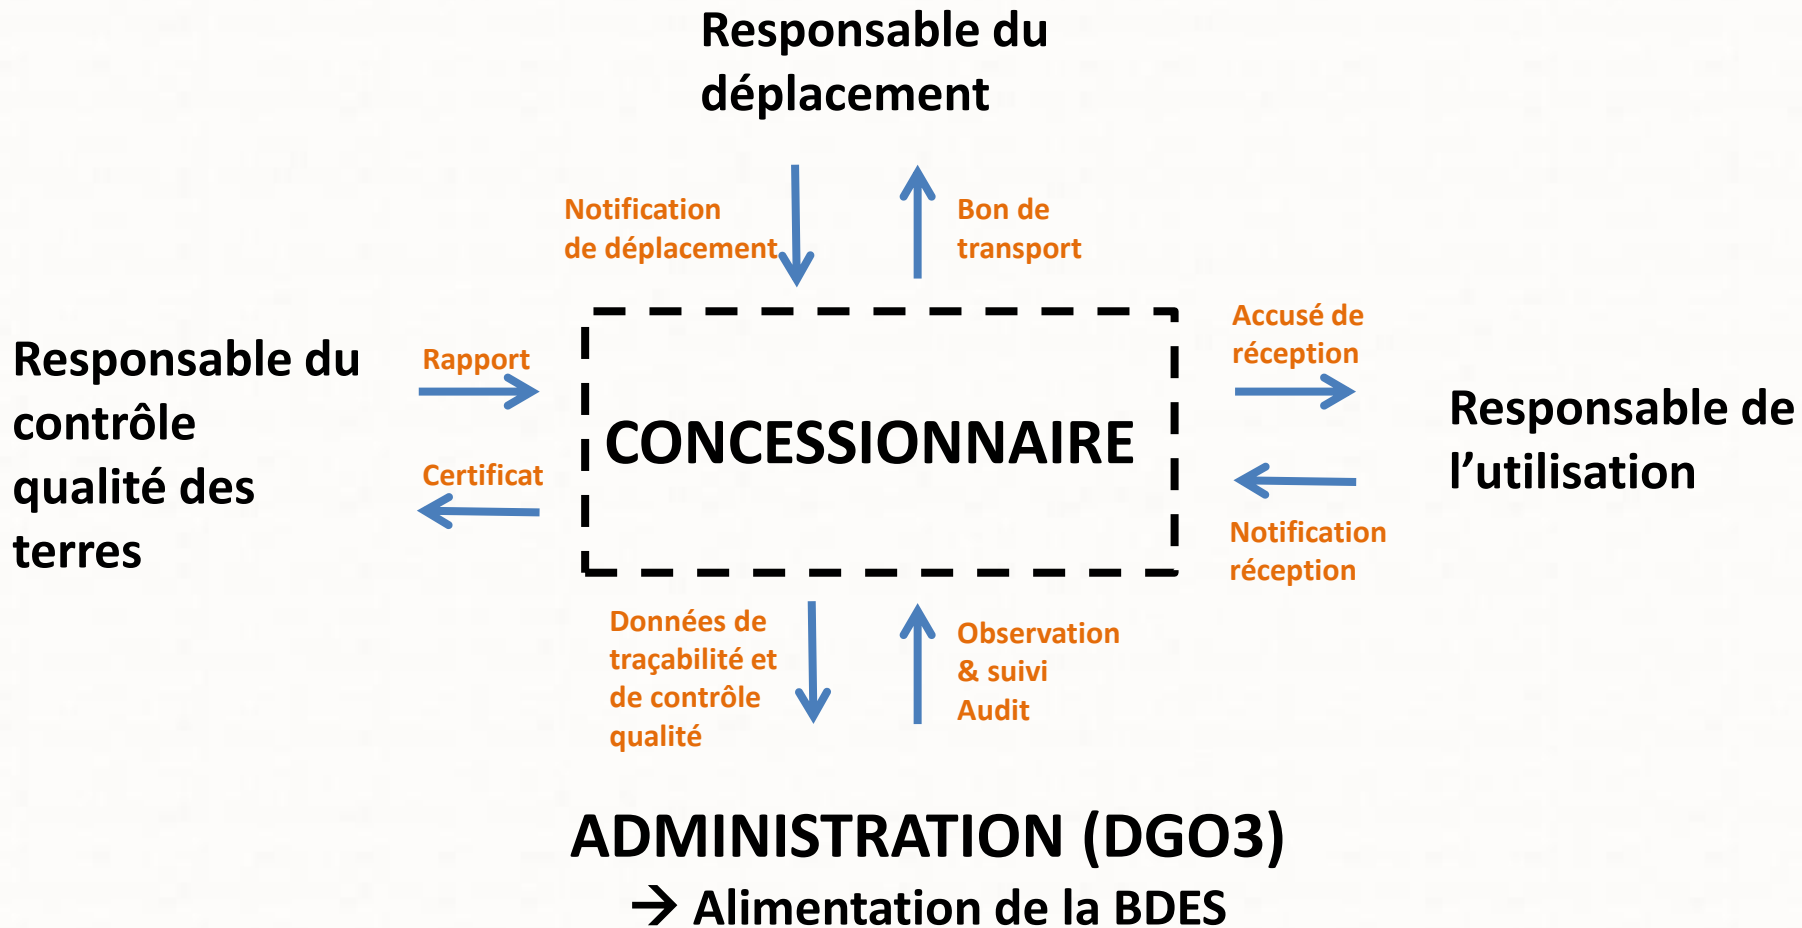 Responsable du
déplacement
Notification
de déplacement
Bon de
transport
Responsable du
contrôle
qualité des
terres
Rapport
Certificat
CONCESSIONNAIRE
Accusé de
réception
Notification
réception
Responsable de
l’utilisation
Données de
traçabilité et
de contrôle
qualité
Observation
& suivi
Audit
ADMINISTRATION (DGO3)
→ Alimentation de la BDES